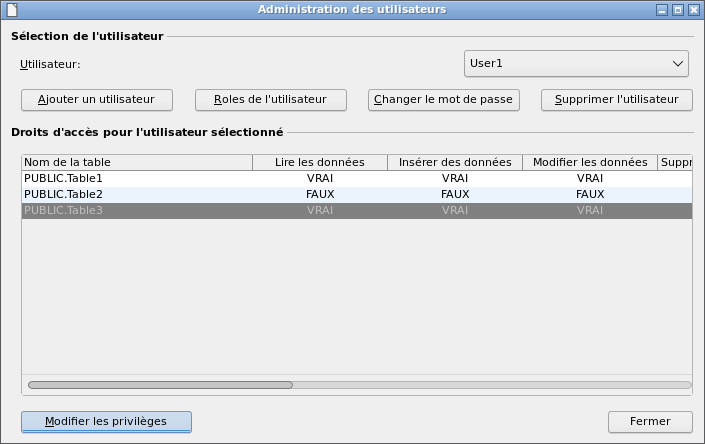 Administration des utilisateurs
Sélection de l'utilisateur
Utilisateur: User1
Ajouter un utilisateur Roles de l'utilisateur Changer le mot de passe Supprimer l'utilisateur
Droits d'accès pour l'utilisateur sélectionné
Nom de la table Lire les données Insérer des données Modifier les données Suppr
PUBLIC.Table1 VRAI VRAI VRAI
PUBLIC.Table2 FAUX FAUX FAUX
PUBLIC.Table3 VRAI VRAI VRAI
Modifier les privilèges Fermer